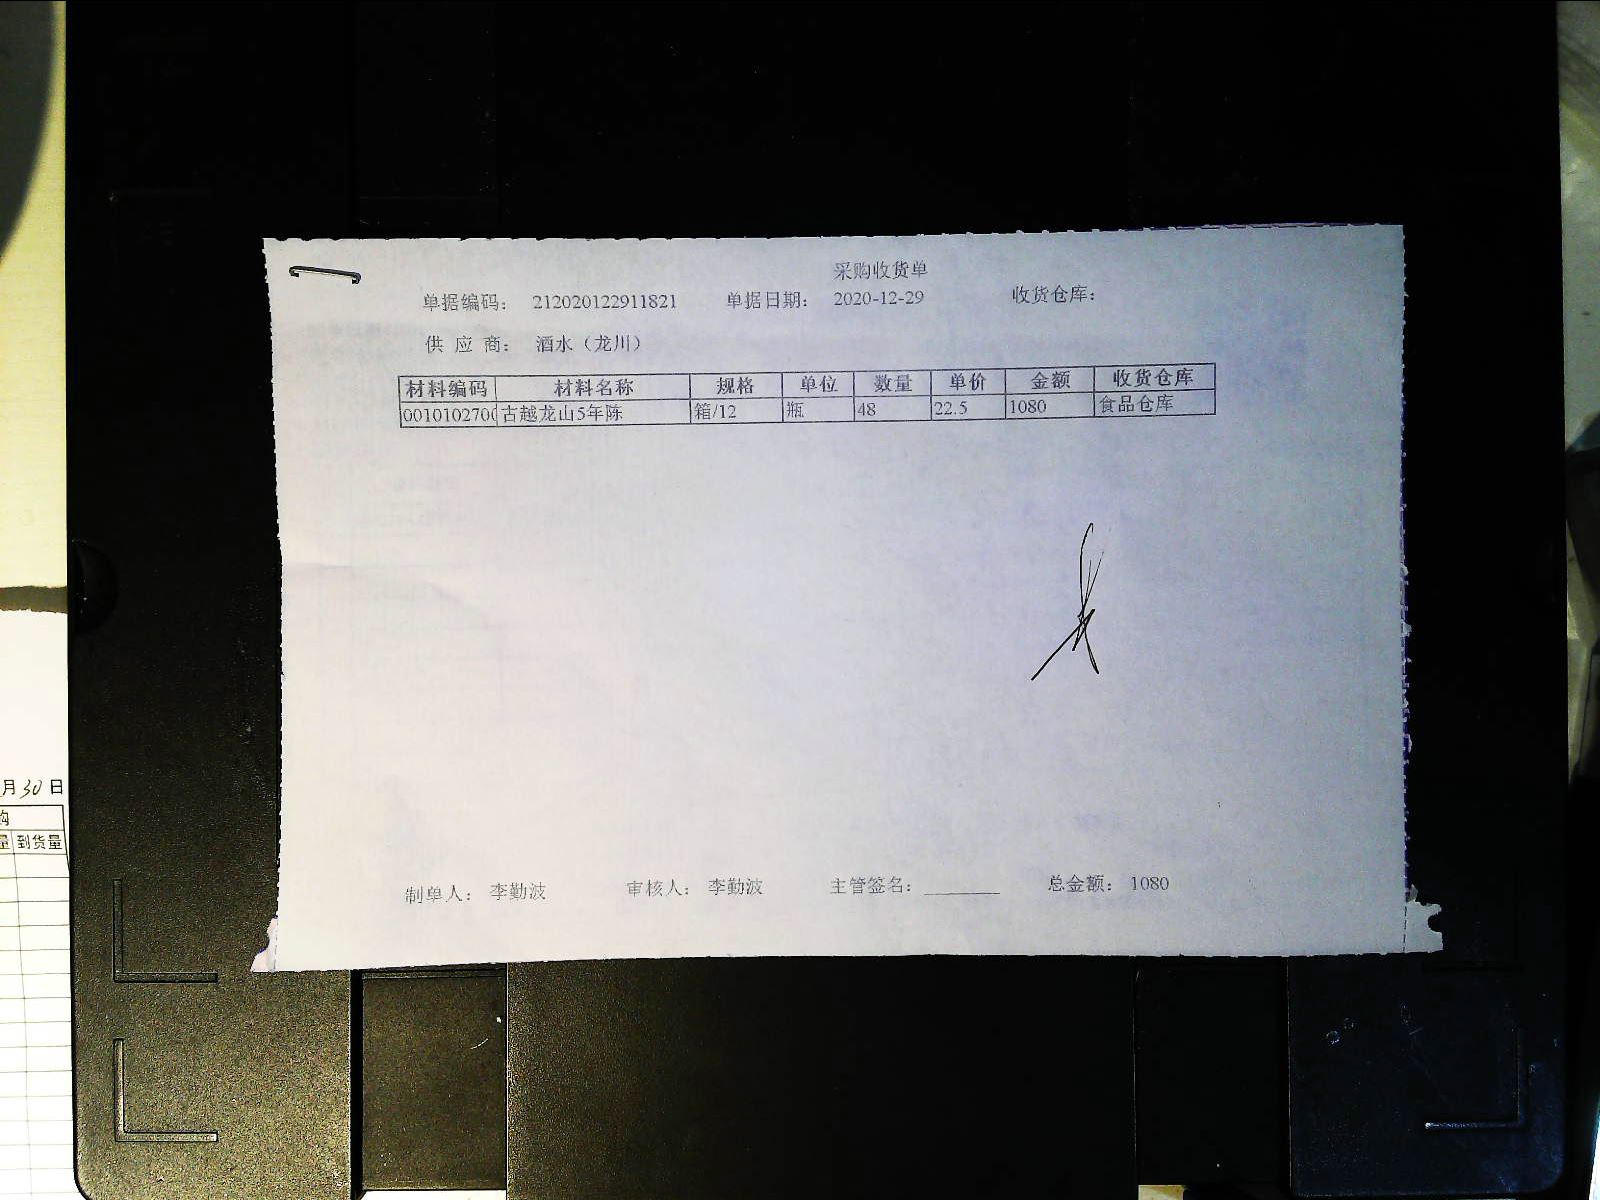 采购收货单
单据编码： 212020122911821 单据日期： 2020-12-29 收货仓库：
供 应 商： 酒水（龙川）
材料编码 材料名称 规格 单位 数量 单价 金额 收货仓库
0010102700 古越龙山5年陈 箱/12 瓶 48 22.5 1080 食品仓库
制单人： 李勤波 审核人： 李勤波 主管签名： 总金额： 1080
月30日
购
量 到货量